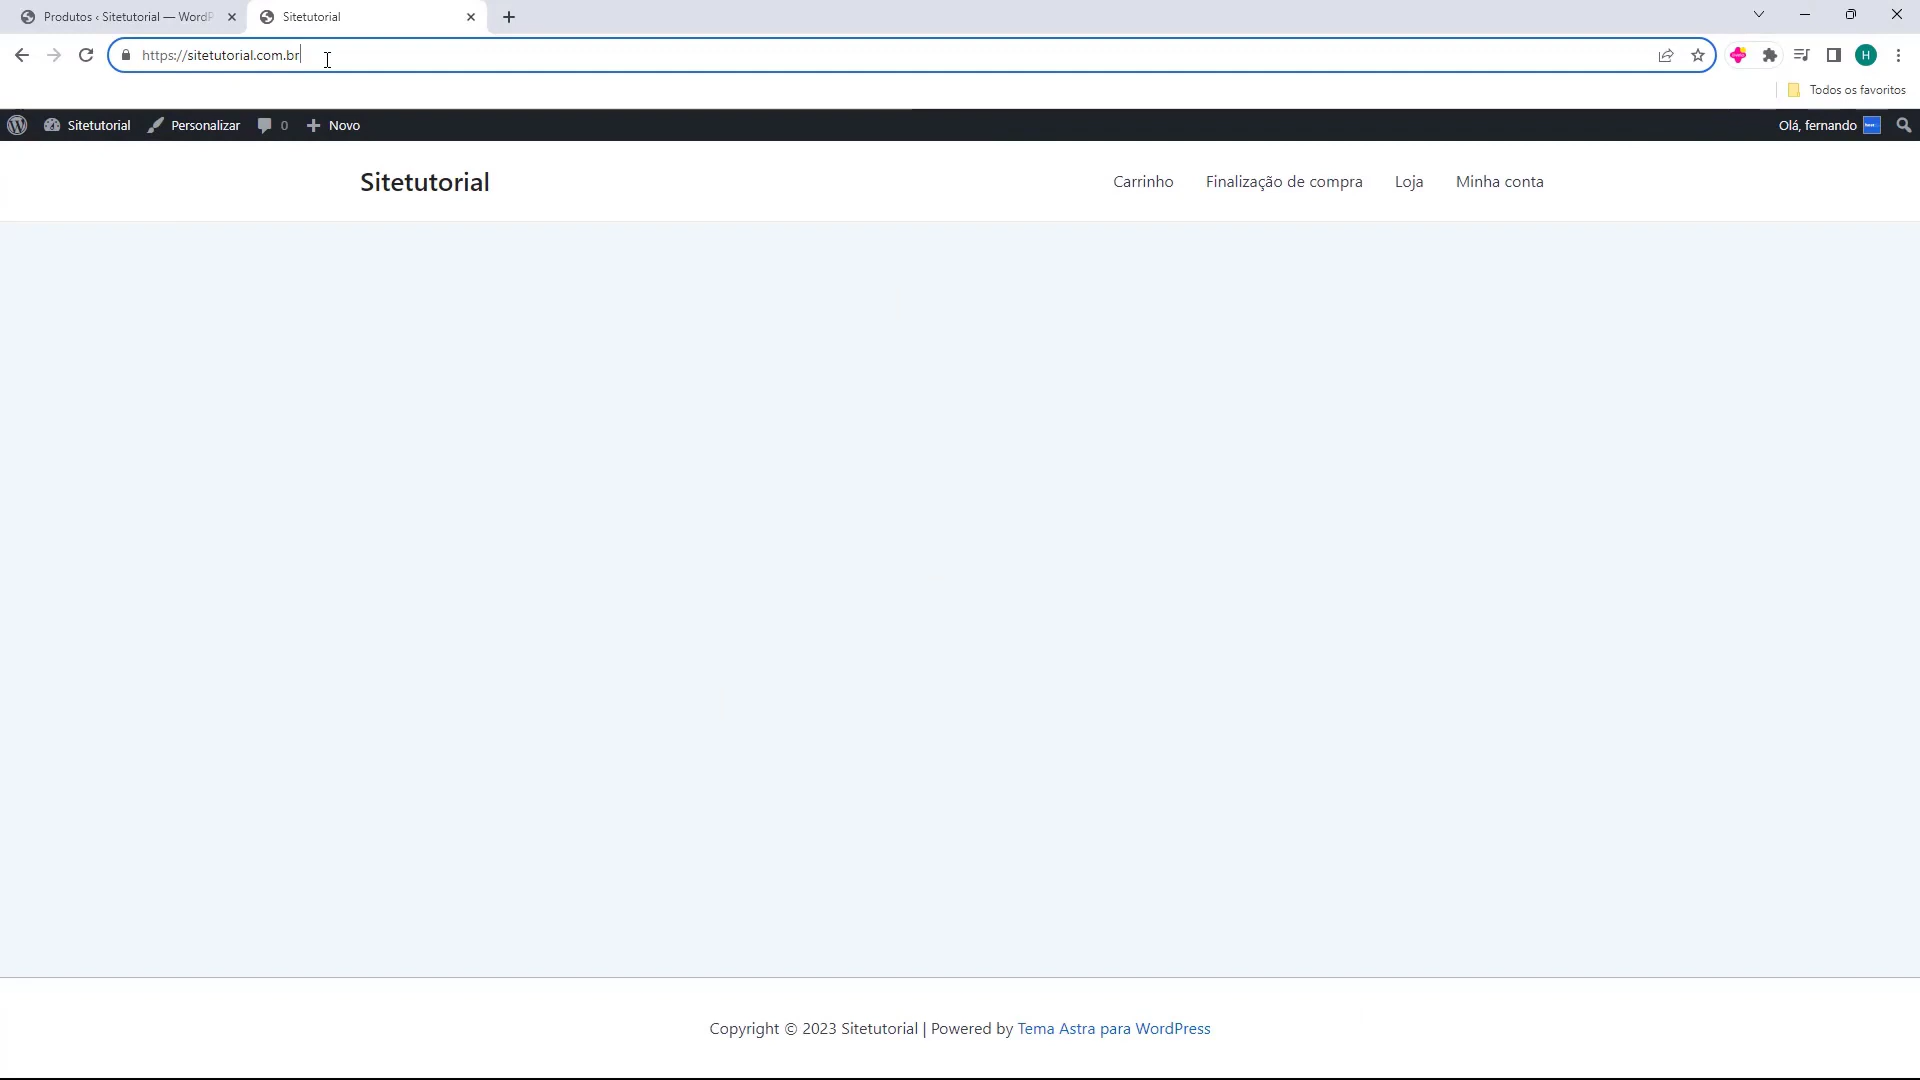 Produtos ‹ Sitetutorial — WordP
Sitetutorial
https://sitetutorial.com.br
H
Todos os favoritos
Sitetutorial
Personalizar
0
Novo
Olá, fernando
Sitetutorial
Carrinho
Finalização de compra
Loja
Minha conta
Copyright © 2023 Sitetutorial | Powered by Tema Astra para WordPress